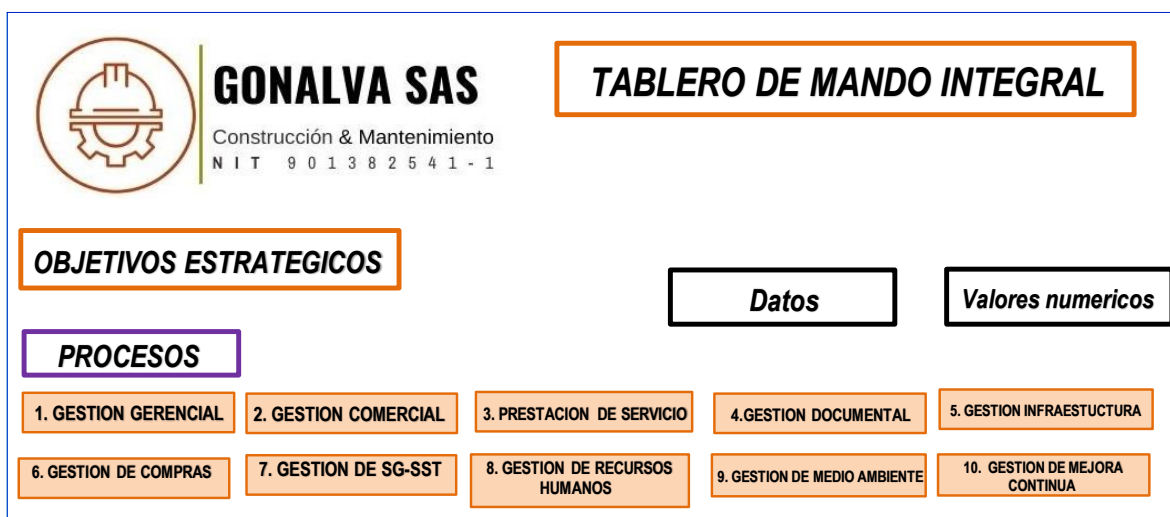 GONALVA SAS
Construcción & Mantenimiento
NIT 901382541-1
TABLERO DE MANDO INTEGRAL
OBJETIVOS ESTRATEGICOS
Datos
Valores numericos
PROCESOS
1. GESTION GERENCIAL
2. GESTION COMERCIAL
3. PRESTACION DE SERVICIO
4.GESTION DOCUMENTAL
5. GESTION INFRAESTUCTURA
6. GESTION DE COMPRAS
7. GESTION DE SG-SST
8. GESTION DE RECURSOS
HUMANOS
9. GESTION DE MEDIO AMBIENTE
10. GESTION DE MEJORA
CONTINUA